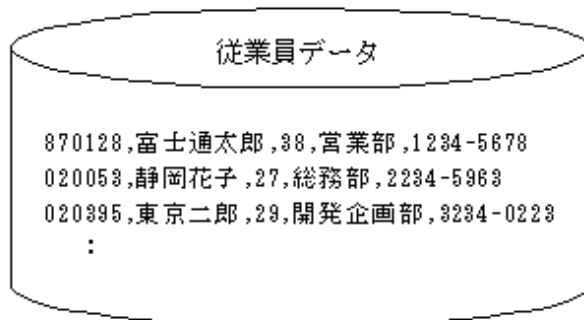 従業員データ
870128,富士通太郎,38,営業部,1234-5678
020053,静岡花子,27,総務部,2234-5963
020395,東京二郎,29,開発企画部,3234-0223
: